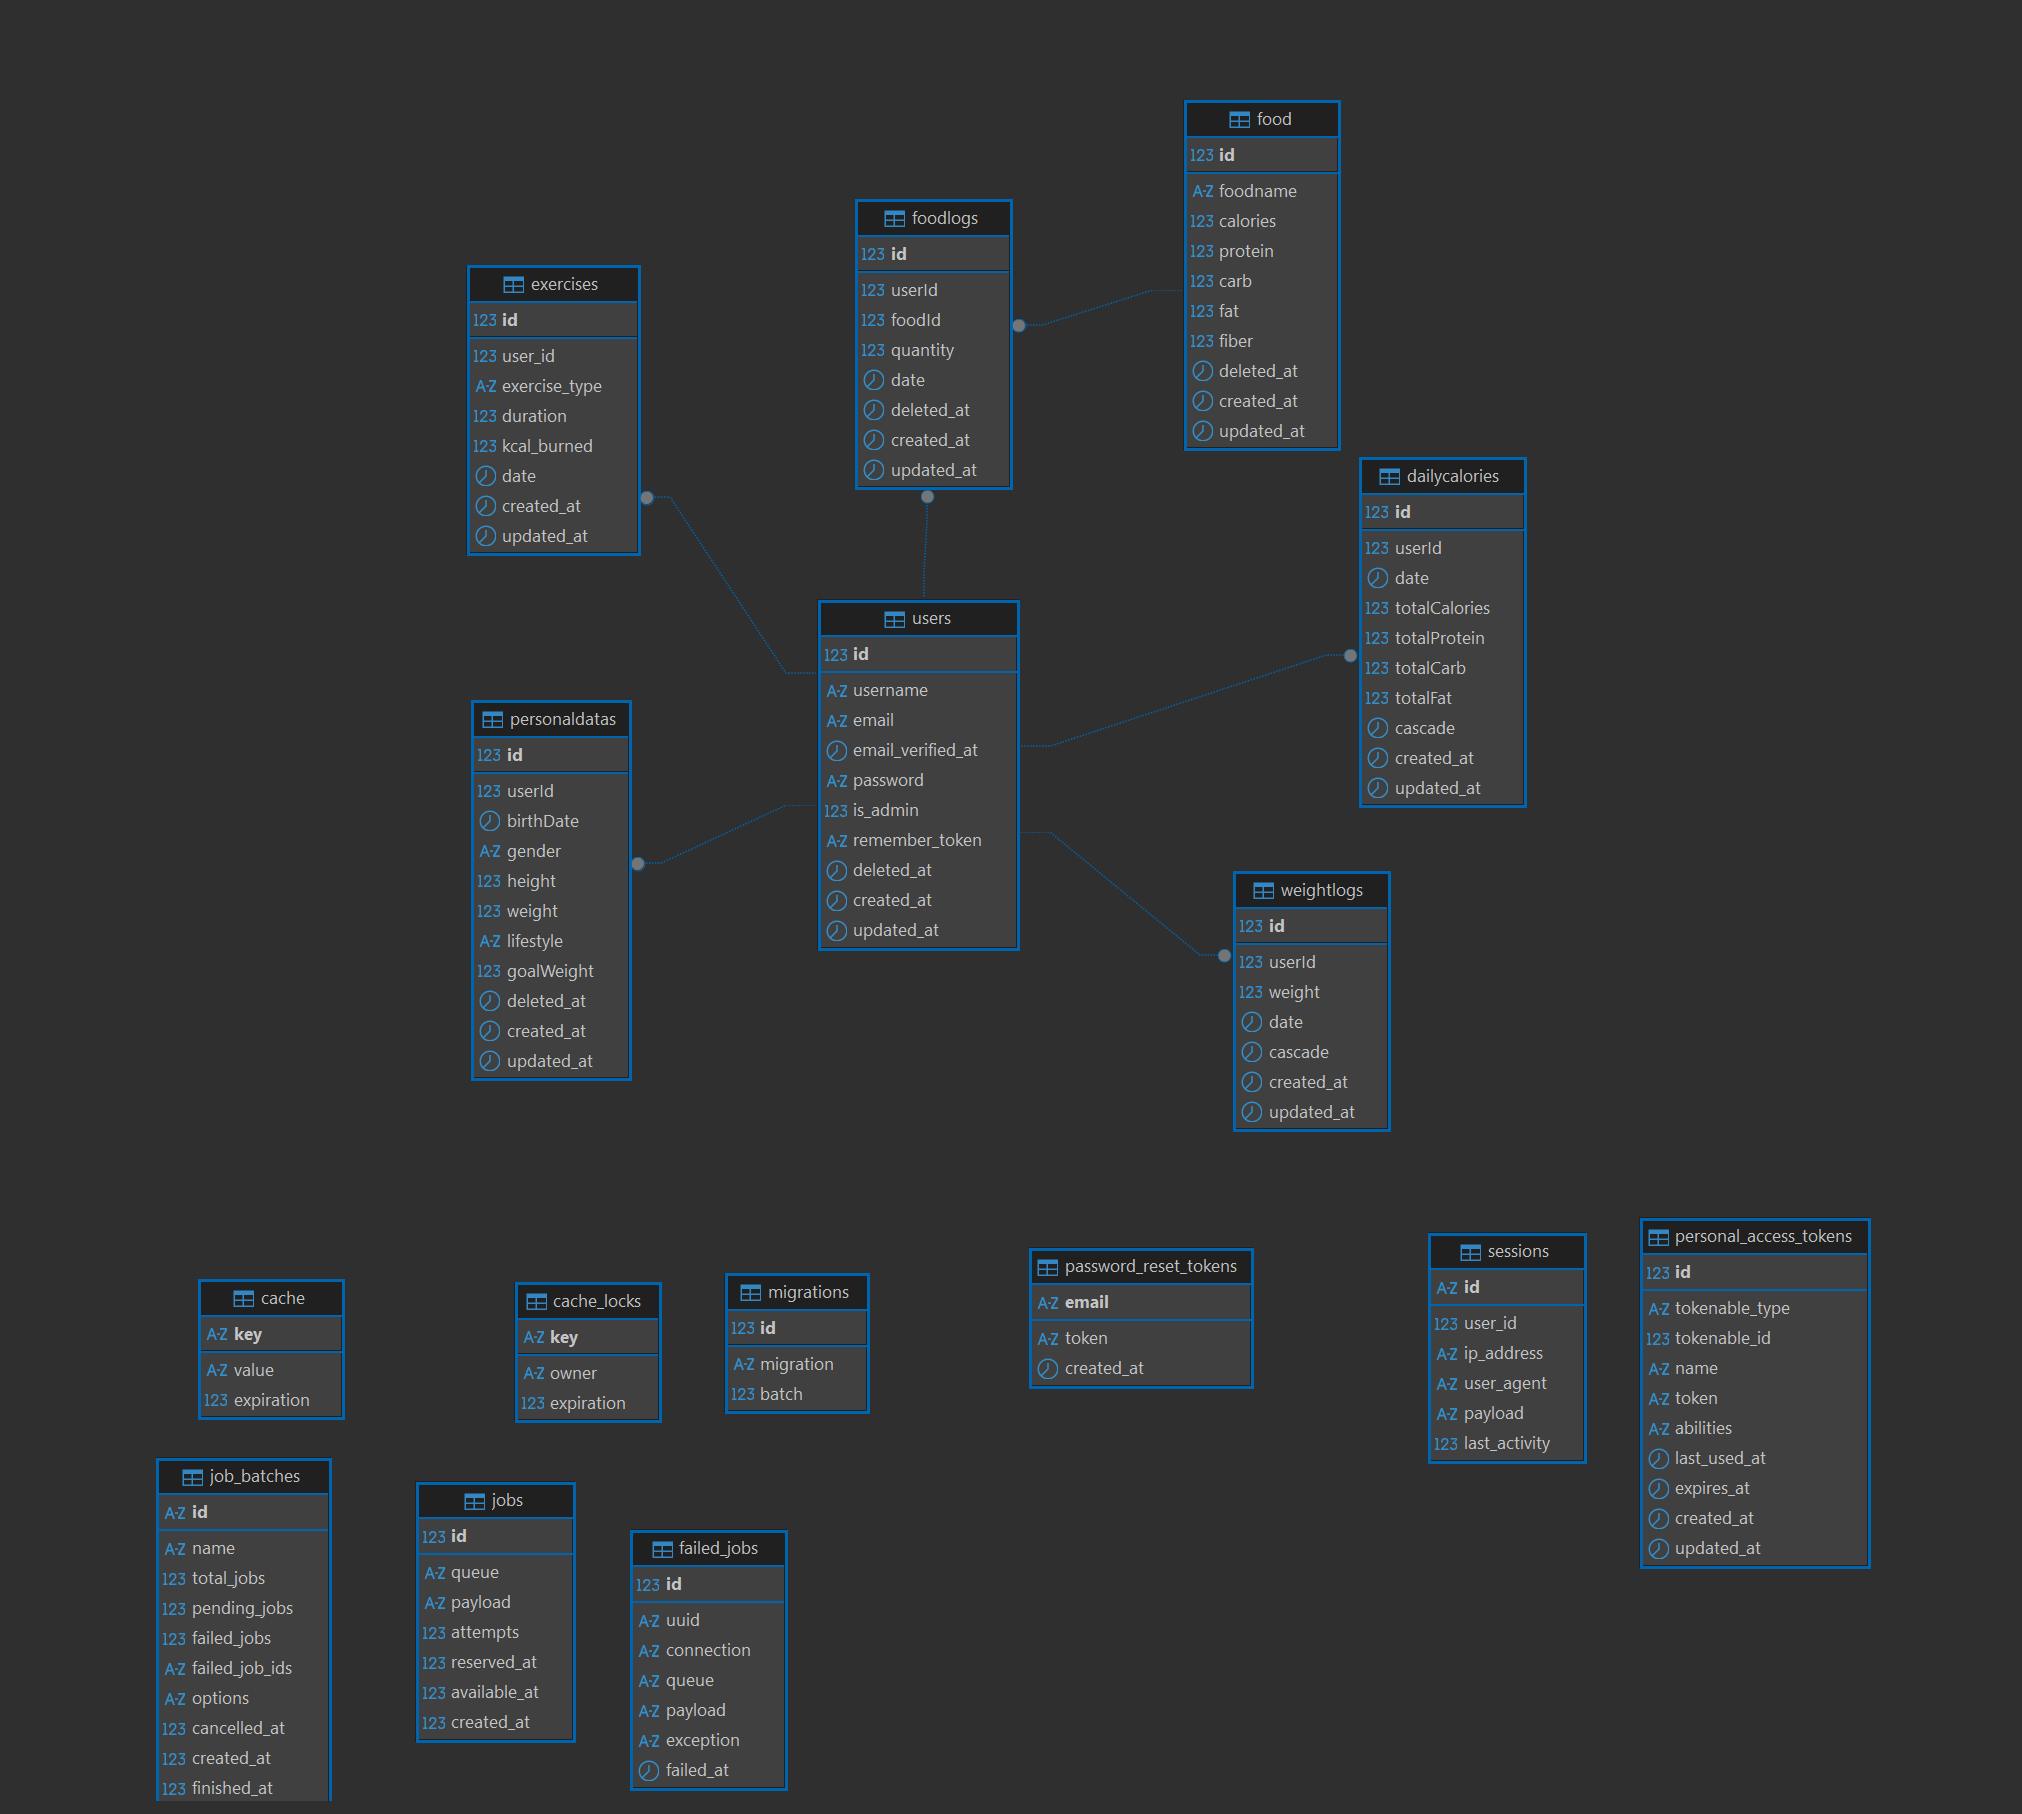 food
123 id
A-Z foodname
123 calories
123 protein
123 carb
123 fat
123 fiber
deleted_at
created_at
updated_at
foodlogs
123 id
123 userId
123 foodId
123 quantity
date
deleted_at
created_at
updated_at
exercises
123 id
123 user_id
A-Z exercise_type
123 duration
123 kcal_burned
date
created_at
updated_at
dailycalories
123 id
123 userId
date
123 totalCalories
123 totalProtein
123 totalCarb
123 totalFat
cascade
created_at
updated_at
users
123 id
A-Z username
A-Z email
email_verified_at
A-Z password
123 is_admin
A-Z remember_token
deleted_at
created_at
updated_at
personaldatas
123 id
123 userId
birthDate
A-Z gender
123 height
123 weight
A-Z lifestyle
123 goalWeight
deleted_at
created_at
updated_at
weightlogs
123 id
123 userId
123 weight
date
cascade
created_at
updated_at
cache
A-Z key
A-Z value
123 expiration
cache_locks
A-Z key
A-Z owner
123 expiration
migrations
123 id
A-Z migration
123 batch
password_reset_tokens
A-Z email
A-Z token
created_at
sessions
A-Z id
123 user_id
A-Z ip_address
A-Z user_agent
A-Z payload
123 last_activity
personal_access_tokens
123 id
A-Z tokenable_type
123 tokenable_id
A-Z name
A-Z token
A-Z abilities
last_used_at
expires_at
created_at
updated_at
job_batches
A-Z id
A-Z name
123 total_jobs
123 pending_jobs
123 failed_jobs
A-Z failed_job_ids
A-Z options
123 cancelled_at
123 created_at
123 finished_at
jobs
123 id
A-Z queue
A-Z payload
123 attempts
123 reserved_at
123 available_at
123 created_at
failed_jobs
123 id
A-Z uuid
A-Z connection
A-Z queue
A-Z payload
A-Z exception
failed_at